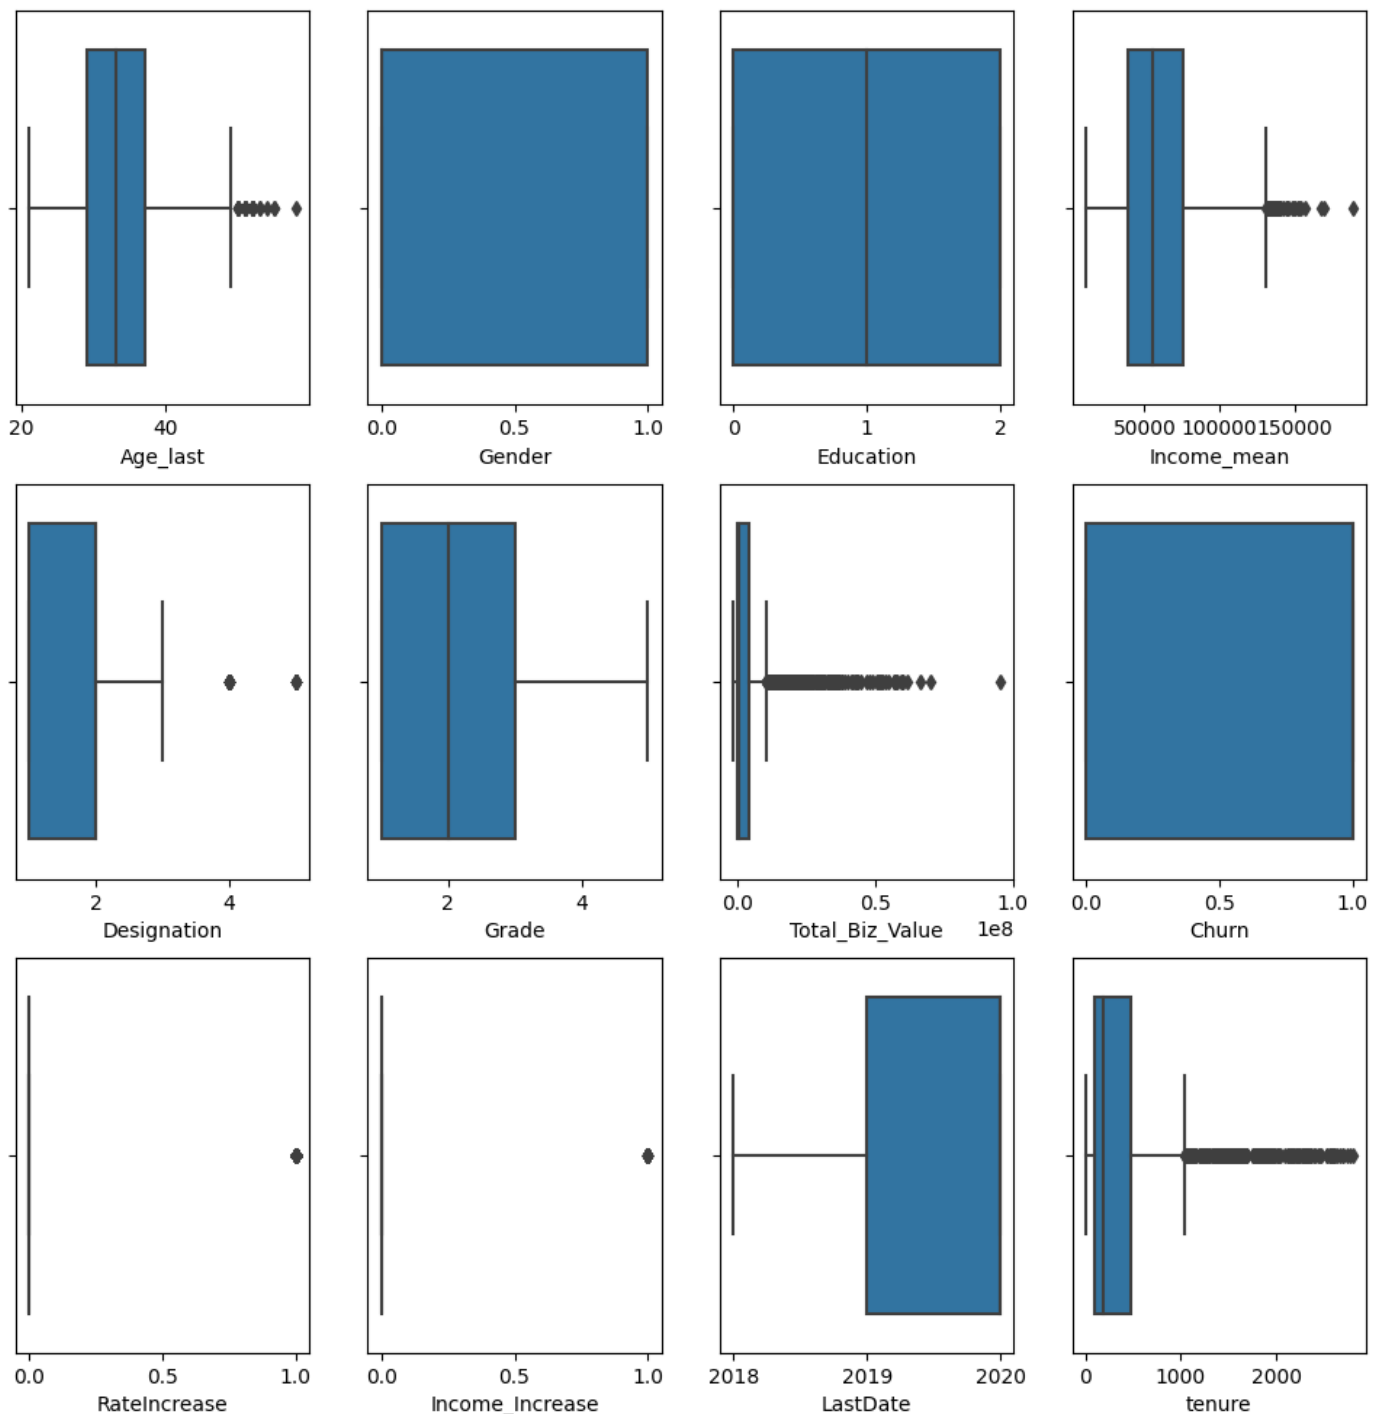 20 40
Age_last
0.0 0.5 1.0
Gender
0 1 2
Education
50000 100000 150000
Income_mean
2 4
Designation
2 4
Grade
0.0 0.5 1.0
Total_Biz_Value 1e8
0.0 0.5 1.0
Churn
0.0 0.5 1.0
RateIncrease
0.0 0.5 1.0
Income_Increase
2018 2019 2020
LastDate
0 1000 2000
tenure